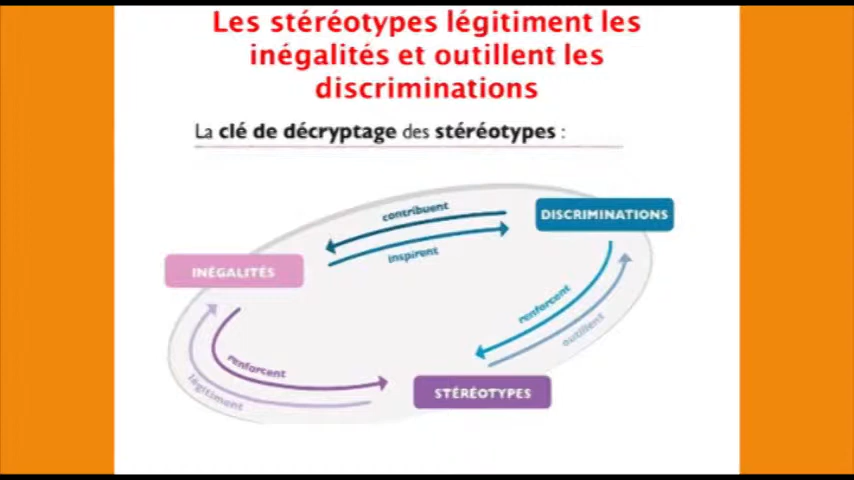 Les stéréotypes légitiment les
inégalités et outillent les
discriminations
La clé de décryptage des stéréotypes :
contribuent
DISCRIMINATIONS
inspirent
INÉGALITÉS
renforcent
outillent
renforcent
légitiment
STÉRÉOTYPES